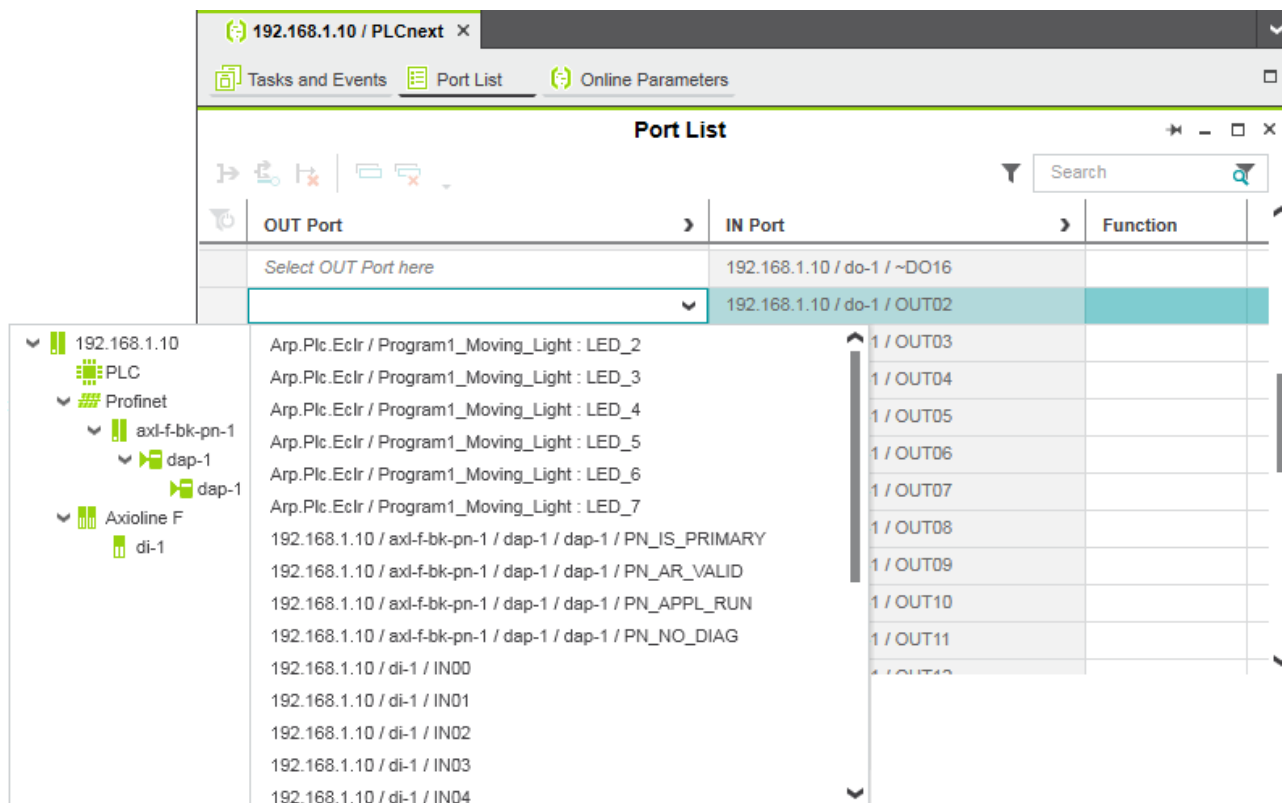 192.168.1.10 / PLCnext
Tasks and Events Port List Online Parameters
Port List
Search
OUT Port IN Port Function
Select OUT Port here 192.168.1.10 / do-1 / ~DO16
192.168.1.10 / do-1 / OUT02
192.168.1.10
PLC
Profinet
axl-f-bk-pn-1
dap-1
dap-1
Axioline F
di-1
Arp.Plc.Eclr / Program1_Moving_Light : LED_2
Arp.Plc.Eclr / Program1_Moving_Light : LED_3
Arp.Plc.Eclr / Program1_Moving_Light : LED_4
Arp.Plc.Eclr / Program1_Moving_Light : LED_5
Arp.Plc.Eclr / Program1_Moving_Light : LED_6
Arp.Plc.Eclr / Program1_Moving_Light : LED_7
192.168.1.10 / axl-f-bk-pn-1 / dap-1 / dap-1 / PN_IS_PRIMARY
192.168.1.10 / axl-f-bk-pn-1 / dap-1 / dap-1 / PN_AR_VALID
192.168.1.10 / axl-f-bk-pn-1 / dap-1 / dap-1 / PN_APPL_RUN
192.168.1.10 / axl-f-bk-pn-1 / dap-1 / dap-1 / PN_NO_DIAG
192.168.1.10 / di-1 / IN00
192.168.1.10 / di-1 / IN01
192.168.1.10 / di-1 / IN02
192.168.1.10 / di-1 / IN03
192.168.1.10 / di-1 / IN04
1 / OUT03
1 / OUT04
1 / OUT05
1 / OUT06
1 / OUT07
1 / OUT08
1 / OUT09
1 / OUT10
1 / OUT11